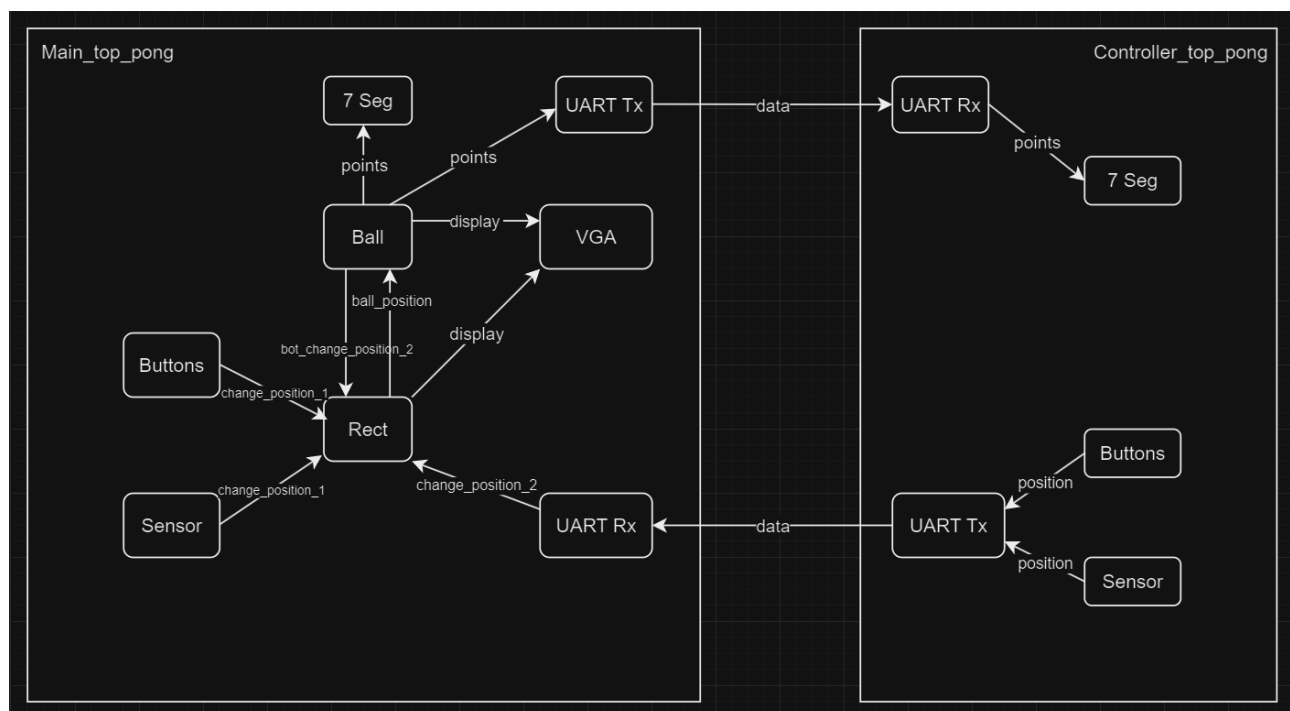 Main_top_pong
Controller_top_pong
7 Seg
UART Tx
data
UART Rx
points
points
points
7 Seg
Ball
display
VGA
ball_position
display
bot_change_position_2
Buttons
change_position_1
Rect
Buttons
change_position_1
change_position_2
position
Sensor
UART Rx
data
UART Tx
position
Sensor